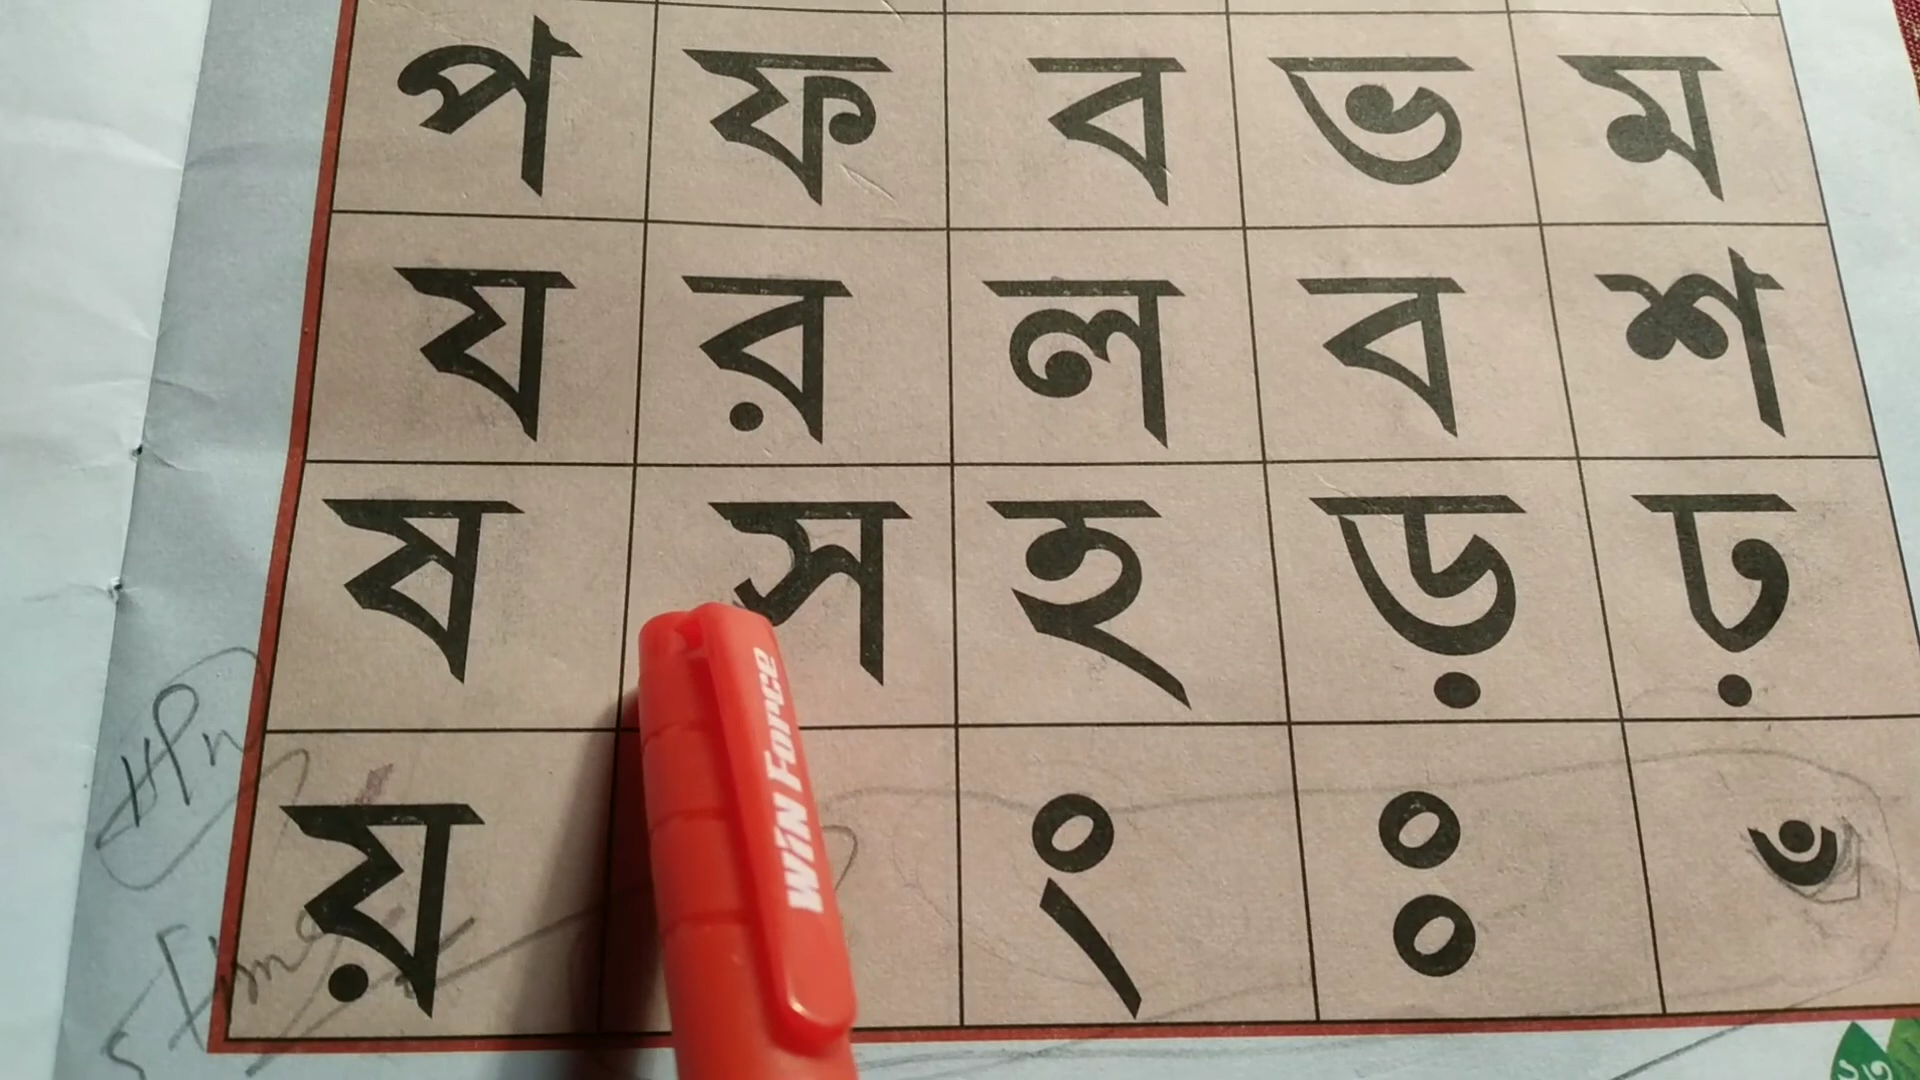 প ফ ব ভ ম
য র ল ব শ
ষ স হ ড় ঢ়
য় ং ঃ ঁ
WIN Force